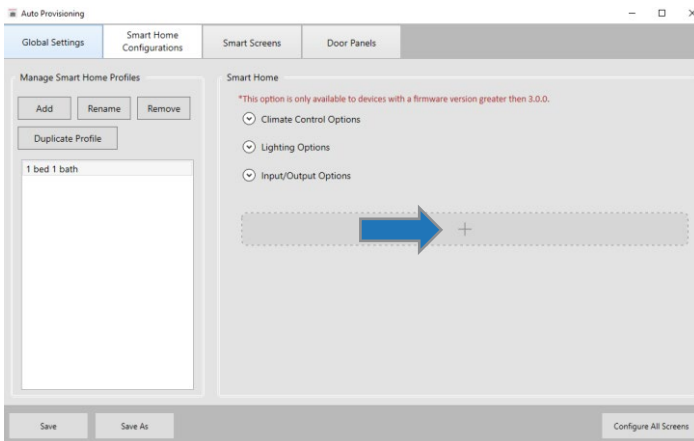 Auto Provisioning
Global Settings
Smart Home
Configurations
Smart Screens
Door Panels
Manage Smart Home Profiles
Add
Rename
Remove
Duplicate Profile
1 bed 1 bath
Smart Home
*This option is only available to devices with a firmware version greater then 3.0.0.
Climate Control Options
Lighting Options
Input/Output Options
Save
Save As
Configure All Screens